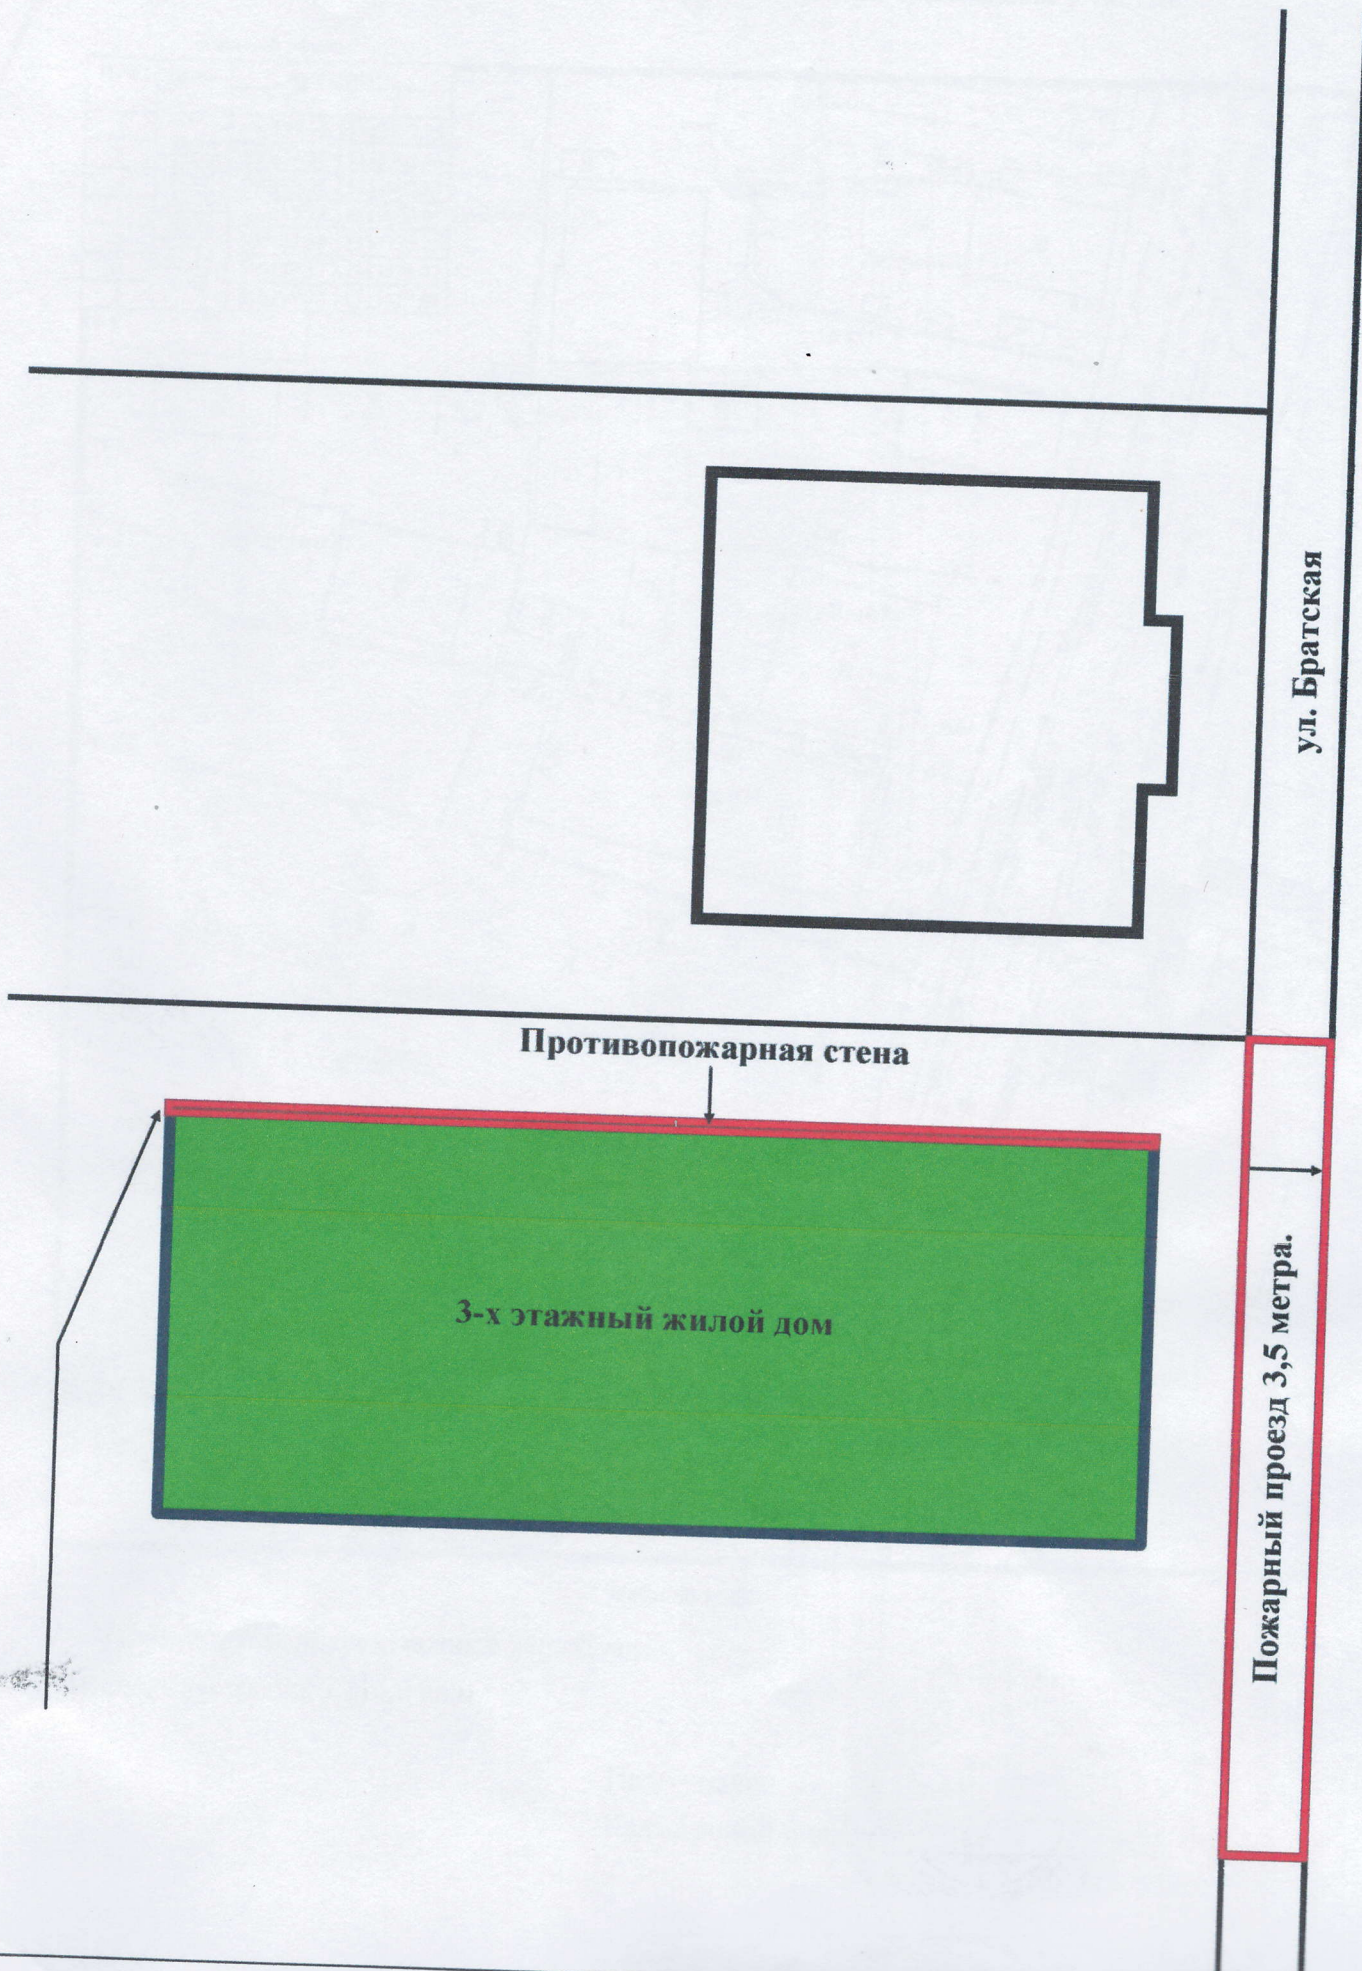 ул. Братская
Противопожарная стена
3-х этажный жилой дом
Пожарный проезд 3,5 метра.